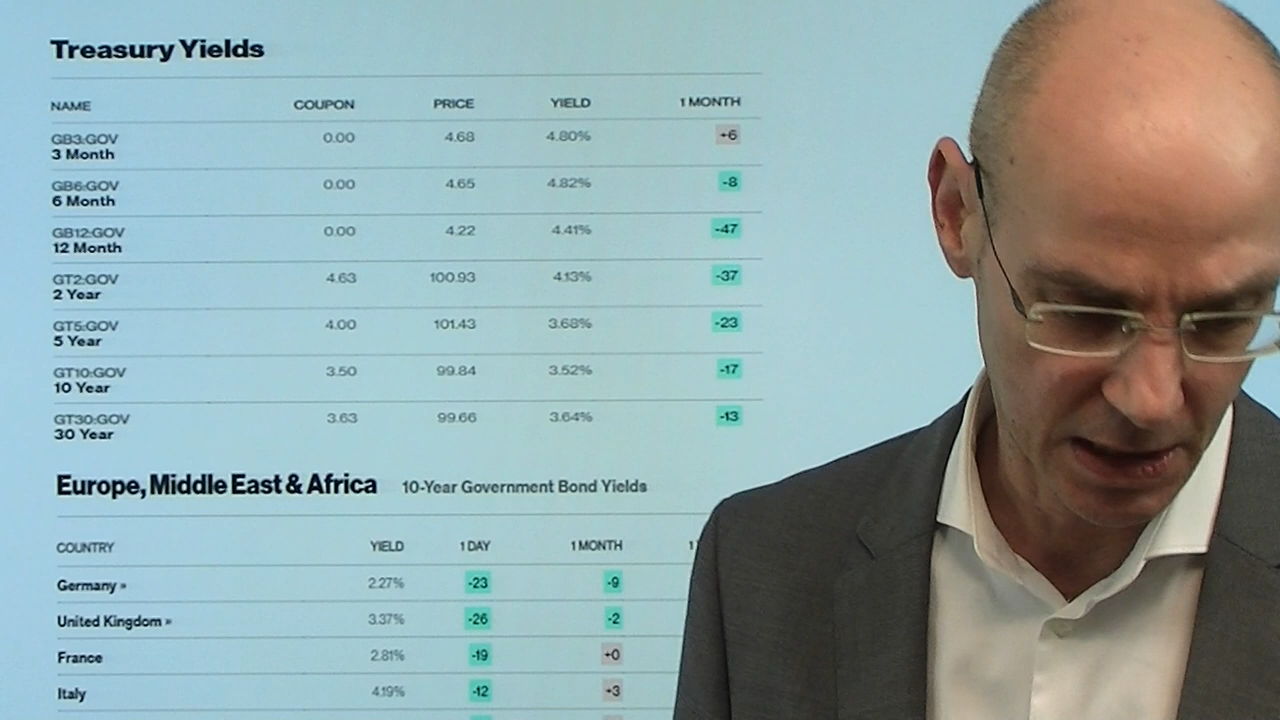 Treasury Yields
NAME COUPON PRICE YIELD 1 MONTH
GB3:GOV 0.00 4.68 4.80% +6
3 Month
GB6:GOV 0.00 4.65 4.82% -8
6 Month
GB12:GOV 0.00 4.22 4.41% -47
12 Month
GT2:GOV 4.63 100.93 4.13% -37
2 Year
GT5:GOV 4.00 101.43 3.68% -23
5 Year
GT10:GOV 3.50 99.84 3.52% -17
10 Year
GT30:GOV 3.63 99.66 3.64% -13
30 Year
Europe, Middle East & Africa 10-Year Government Bond Yields
COUNTRY YIELD 1 DAY 1 MONTH 1
Germany » 2.27% -23 -9
United Kingdom » 3.37% -26 -2
France 2.81% -19 +0
Italy 4.19% -12 +3